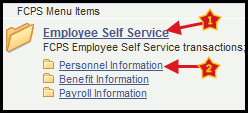 FCPS Menu Items
Employee Self Service
1
FCPS Employee Self Service transactions;
Personnel Information
2
Benefit Information
Payroll Information